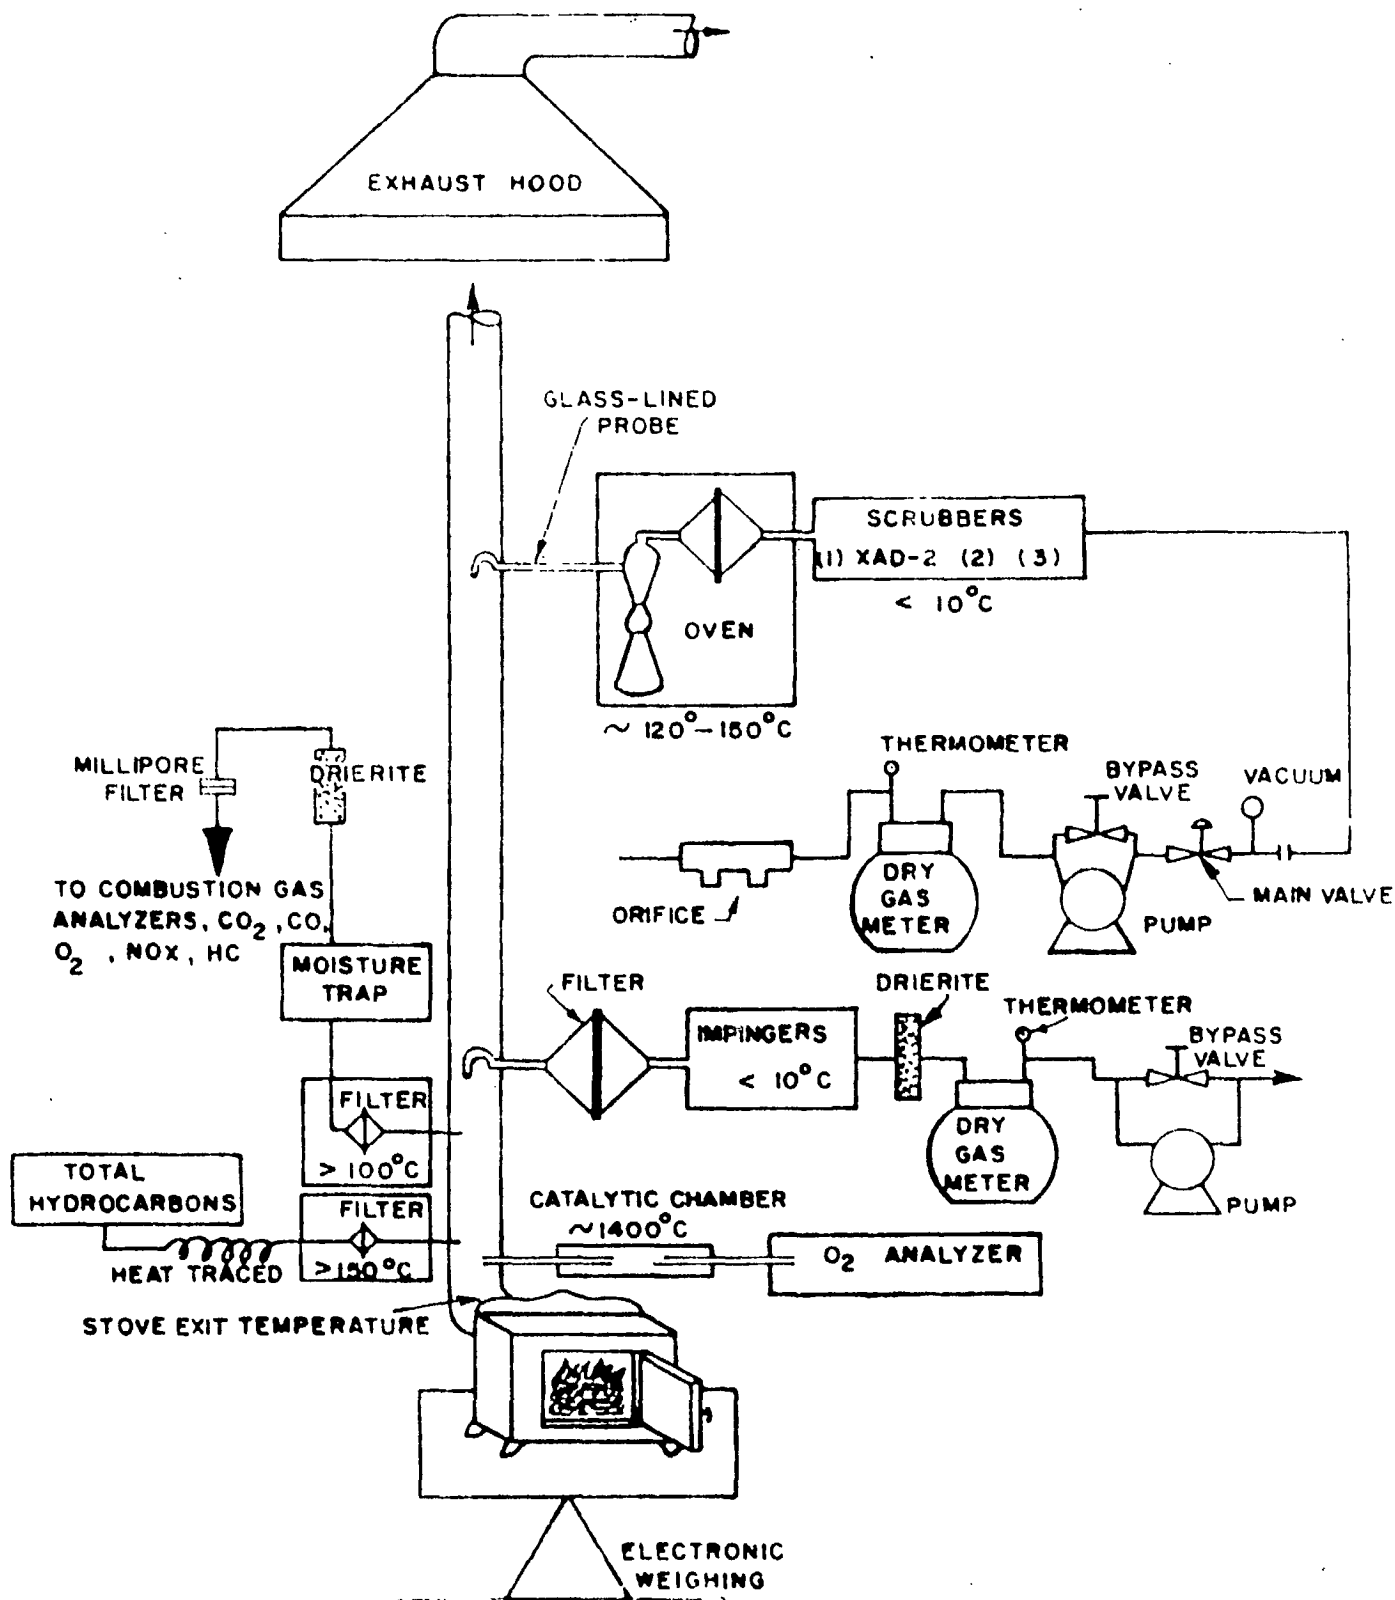 EXHAUST HOOD
GLASS-LINED
PROBE
SCRUBBERS
(1) XAD-2 (2) (3)
< 10°C
OVEN
~ 120°-150°C
THERMOMETER
BYPASS
VALVE
VACUUM
MAIN VALVE
PUMP
DRY
GAS
METER
ORIFICE
MILLIPORE
FILTER
DRIERITE
TO COMBUSTION GAS
ANALYZERS, CO2, CO,
O2 , NOX, HC
MOISTURE
TRAP
FILTER
> 100°C
FILTER
IMPINGERS
< 10°C
DRIERITE
THERMOMETER
BYPASS
VALVE
DRY
GAS
METER
PUMP
TOTAL
HYDROCARBONS
HEAT TRACED
FILTER
>150°C
CATALYTIC CHAMBER
~1400°C
O2 ANALYZER
STOVE EXIT TEMPERATURE
ELECTRONIC
WEIGHING